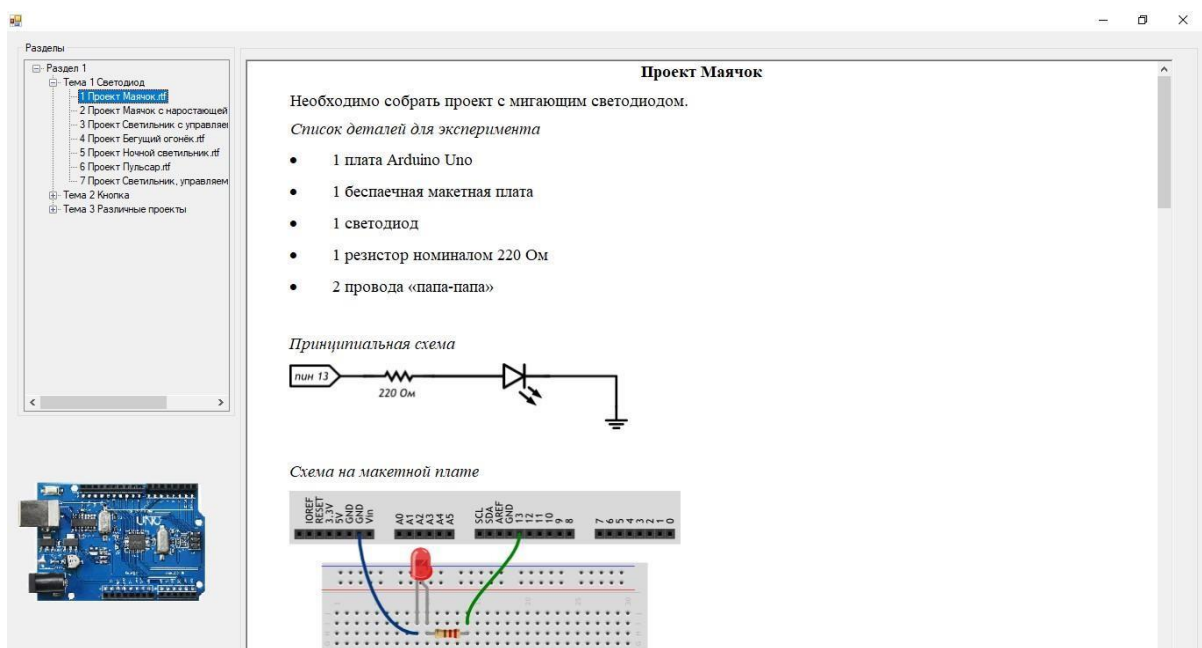 Разделы
Раздел 1
Тема 1 Светодиод
1 Проект Маячок.rtf
2 Проект Маячок с наростающей
3 Проект Светильник с управляем
4 Проект Бегущий огонёк.rtf
5 Проект Ночной светильник.rtf
6 Проект Пульсар.rtf
7 Проект Светильник, управляем
Тема 2 Кнопка
Тема 3 Различные проекты
UNO
Проект Маячок
Необходимо собрать проект с мигающим светодиодом.
Список деталей для эксперимента
• 1 плата Arduino Uno
• 1 беспаечная макетная плата
• 1 светодиод
• 1 резистор номиналом 220 Ом
• 2 провода «папа-папа»
Принципиальная схема
пин 13
220 Ом
Схема на макетной плате
IOREF
RESET
3.3V
5V
GND
GND
Vin
A0
A1
A2
A3
A4
A5
SCL
SDA
AREF
GND
13
12
11
10
9
8
7
6
5
4
3
2
1
0